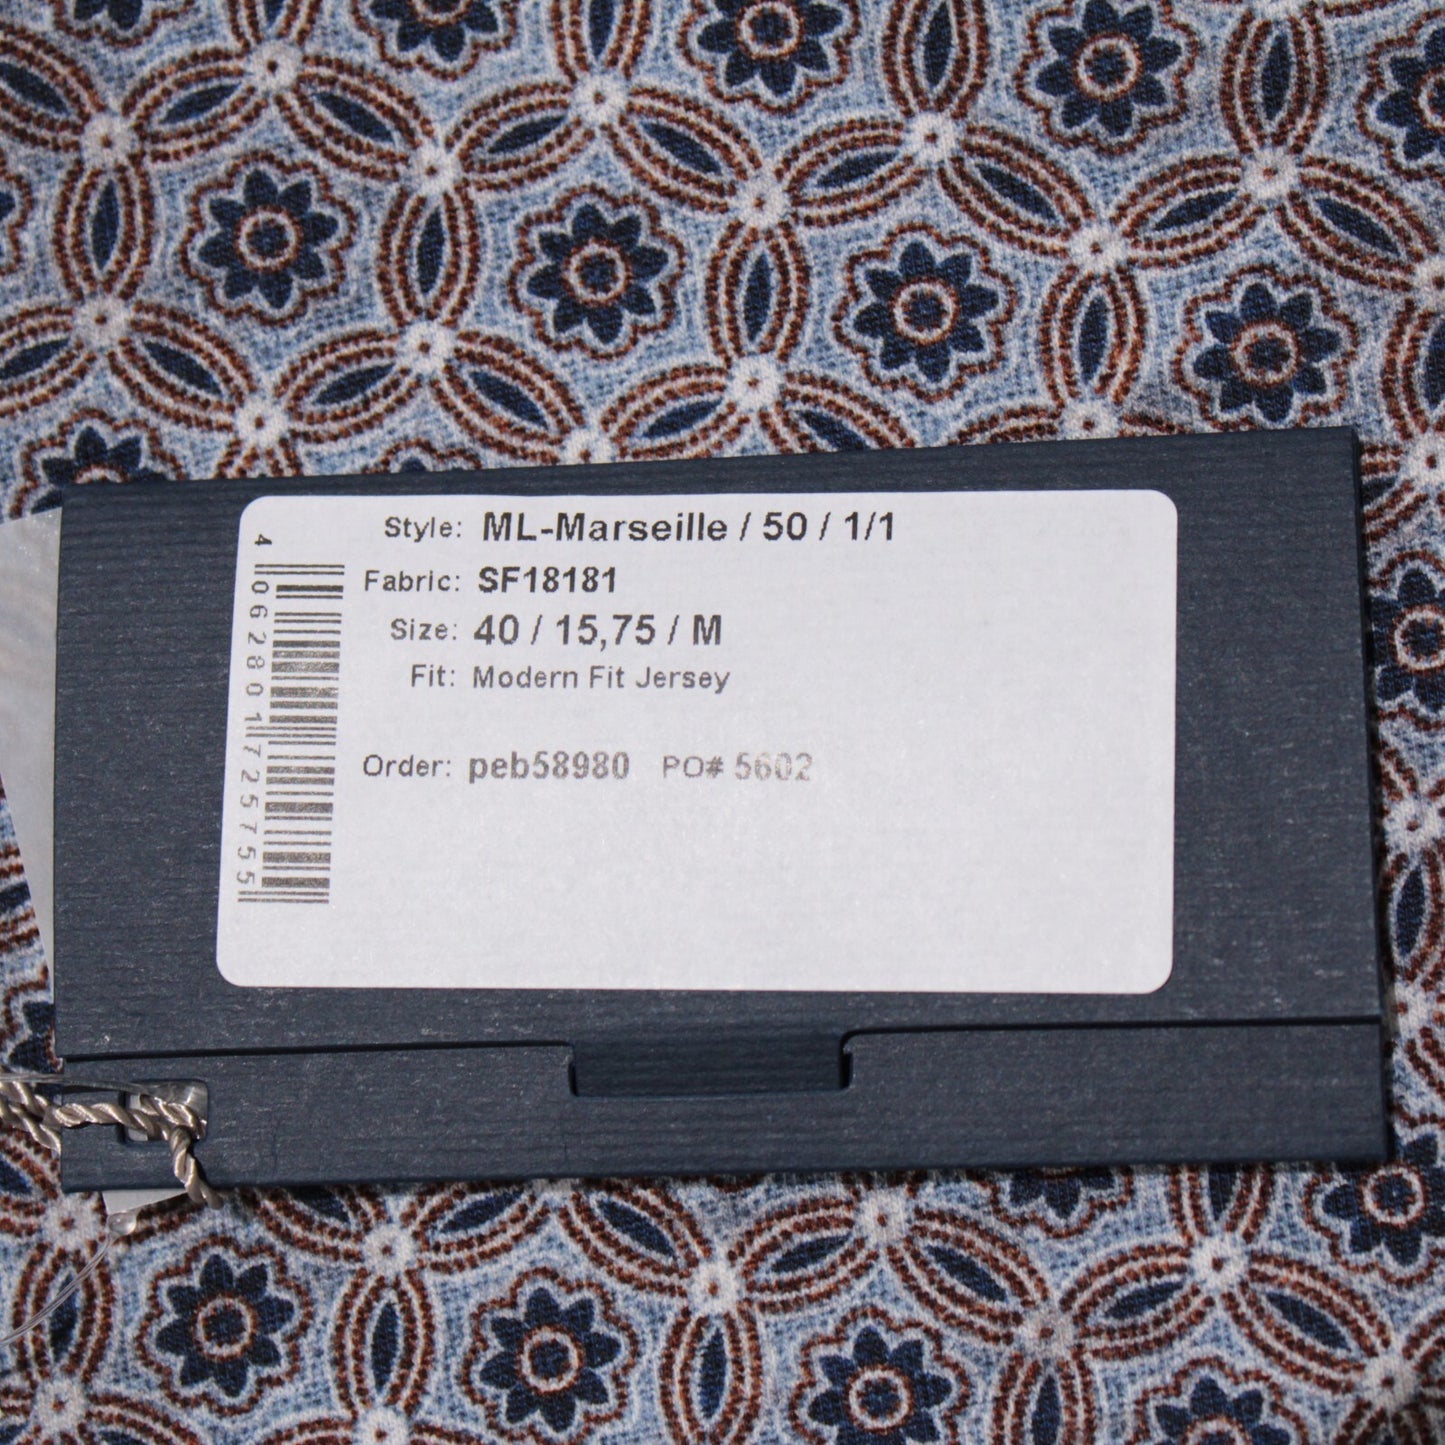 Style: ML-Marseille / 50 / 1/1
Fabric: SF18181
Size: 40 / 15,75 / M
Fit: Modern Fit Jersey
Order: peb58980 PO# 5602
4062801725755